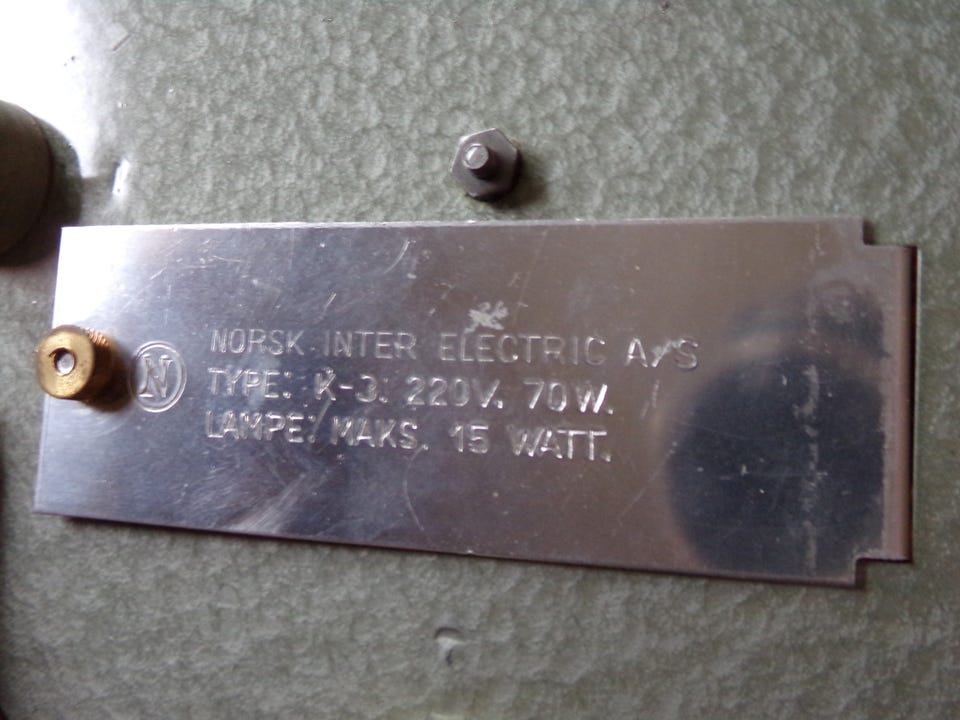 N
NORSK INTER ELECTRIC A/S
TYPE: K-3. 220V. 70W.
LAMPE: MAKS. 15 WATT.